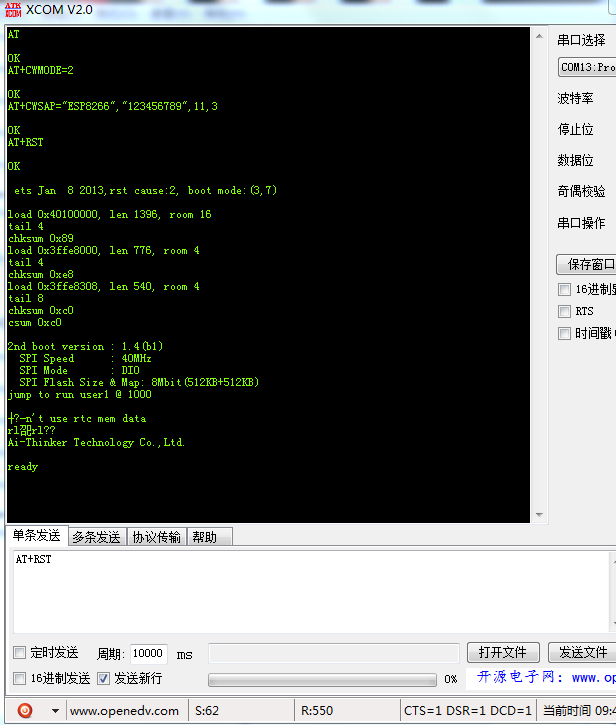 ATK XCOM XCOM V2.0
AT
OK
AT+CWMODE=2
OK
AT+CWSAP="ESP8266","123456789",11,3
OK
AT+RST
OK
ets Jan  8 2013,rst cause:2, boot mode:(3,7)
load 0x40100000, len 1396, room 16
tail 4
chksum 0x89
load 0x3ffe8000, len 776, room 4
tail 4
chksum 0xe8
load 0x3ffe8308, len 540, room 4
tail 8
chksum 0xc0
csum 0xc0
2nd boot version : 1.4(b1)
SPI Speed      : 40MHz
SPI Mode       : DIO
SPI Flash Size & Map: 8Mbit(512KB+512KB)
jump to run user1 @ 1000
n't use rtc mem data
Ai-Thinker Technology Co.,Ltd.
ready
串口选择
COM13:Pro
波特率
停止位
数据位
奇偶校验
串口操作
保存窗口
16进制显
RTS
时间戳
单条发送 多条发送 协议传输 帮助
AT+RST
定时发送 周期: 10000 ms 打开文件 发送文件
16进制发送 发送新行 0% 开源电子网: www.op
www.openedv.com S:62 R:550 CTS=1 DSR=1 DCD=1 当前时间 09:4